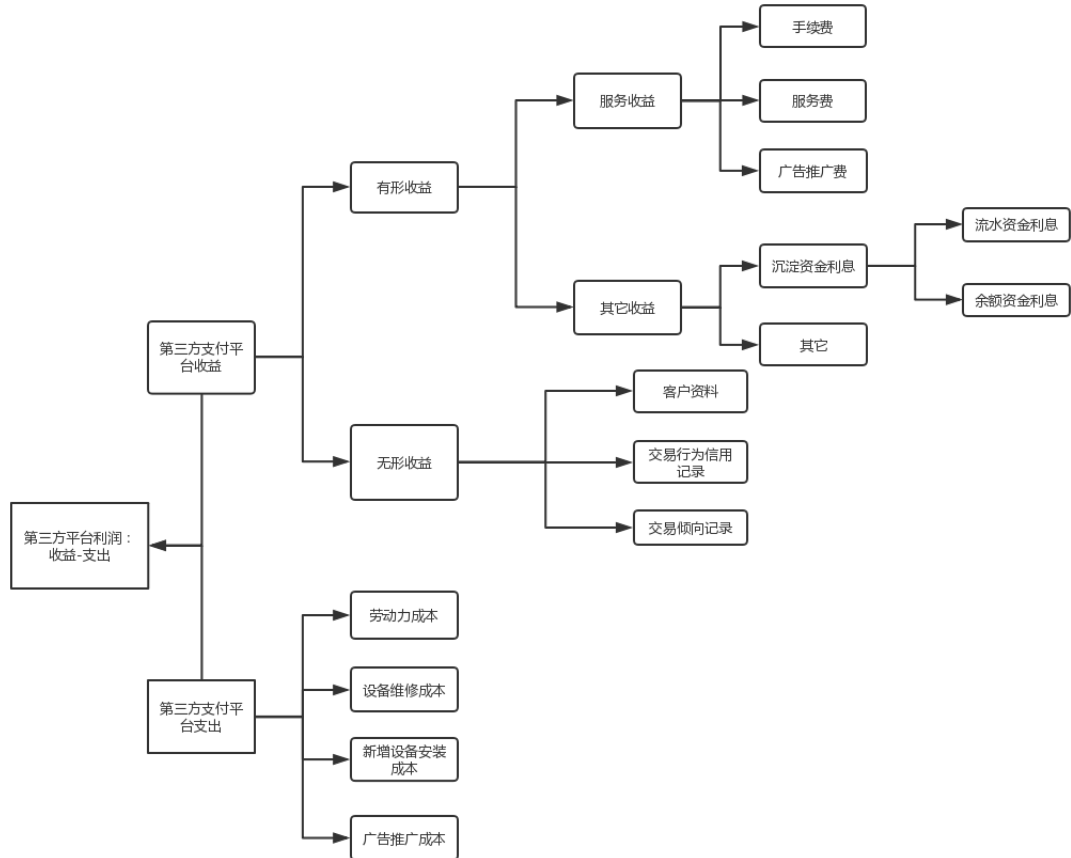 手续费
服务收益
服务费
广告推广费
有形收益
流水资金利息
沉淀资金利息
余额资金利息
其它收益
其它
第三方支付平
台收益
客户资料
无形收益
交易行为信用
记录
交易倾向记录
第三方平台利润：
收益-支出
劳动力成本
设备维修成本
第三方支付平
台支出
新增设备安装
成本
广告推广成本